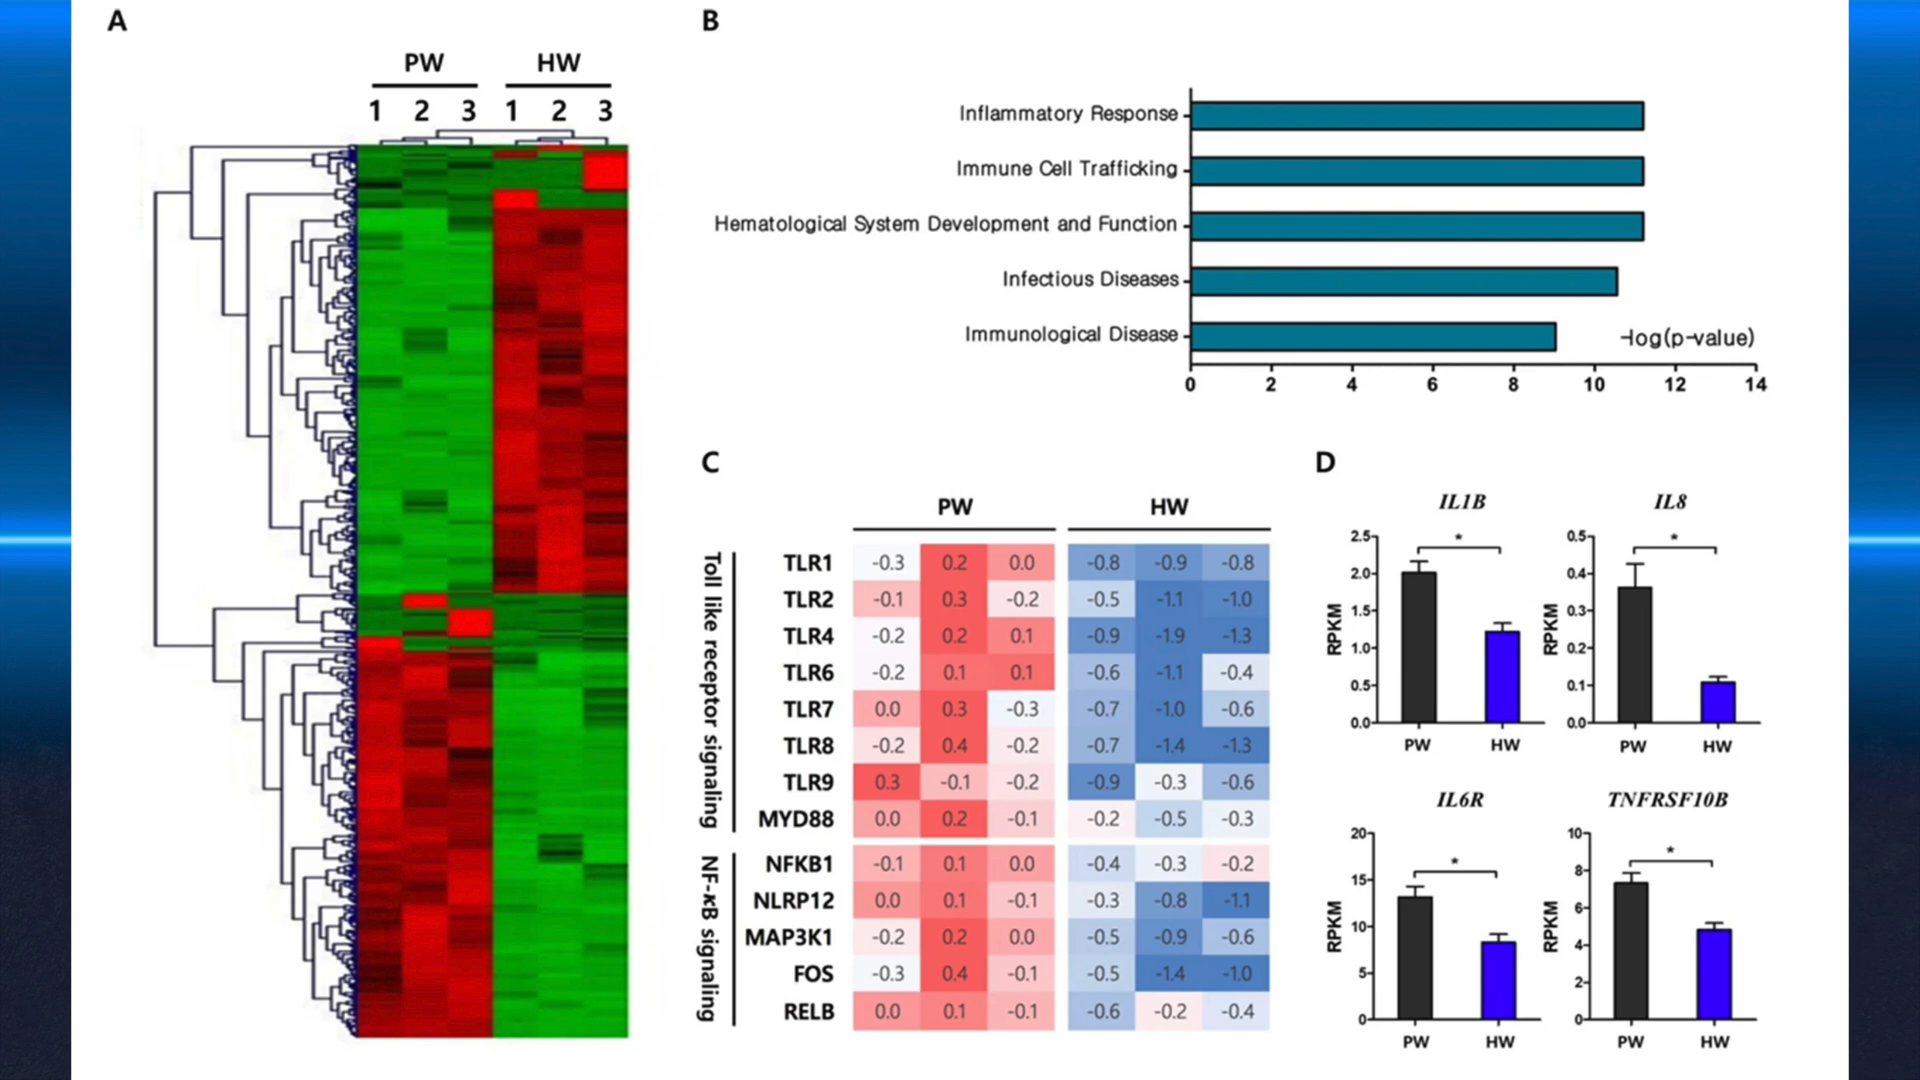 A
PW HW
1 2 3 1 2 3
B
Inflammatory Response
Immune Cell Trafficking
Hematological System Development and Function
Infectious Diseases
Immunological Disease
-log(p-value)
0 2 4 6 8 10 12 14
C
PW HW
Toll like receptor signaling
TLR1 -0.3 0.2 0.0 -0.8 -0.9 -0.8
TLR2 -0.1 0.3 -0.2 -0.5 -1.1 -1.0
TLR4 -0.2 0.2 0.1 -0.9 -1.9 -1.3
TLR6 -0.2 0.1 0.1 -0.6 -1.1 -0.4
TLR7 0.0 0.3 -0.3 -0.7 -1.0 -0.6
TLR8 -0.2 0.4 -0.2 -0.7 -1.4 -1.3
TLR9 0.3 -0.1 -0.2 -0.9 -0.3 -0.6
MYD88 0.0 0.2 -0.1 -0.2 -0.5 -0.3
NF-κB signaling
NFKB1 -0.1 0.1 0.0 -0.4 -0.3 -0.2
NLRP12 0.0 0.1 -0.1 -0.3 -0.8 -1.1
MAP3K1 -0.2 0.2 0.0 -0.5 -0.9 -0.6
FOS -0.3 0.4 -0.1 -0.5 -1.4 -1.0
RELB 0.0 0.1 -0.1 -0.6 -0.2 -0.4
D
IL1B
*
RPKM
2.5
2.0
1.5
1.0
0.5
0.0
PW HW
IL8
*
RPKM
0.5
0.4
0.3
0.2
0.1
0.0
PW HW
IL6R
*
RPKM
20
15
10
5
0
PW HW
TNFRSF10B
*
RPKM
10
8
6
4
2
0
PW HW